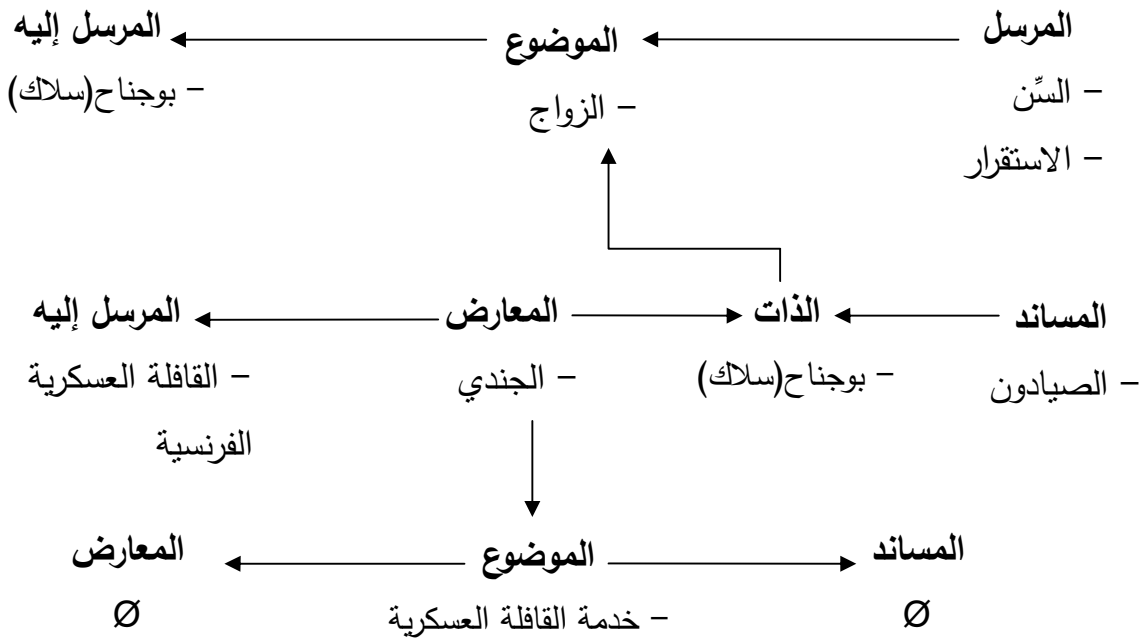 المرسل الموضوع المرسل إليه
– السِّن – الزواج – بوجناح(سلاك)
– الاستقرار
المساند الذات المعارض المرسل إليه
– الصيادون – بوجناح(سلاك) – الجندي – القافلة العسكرية
الفرنسية
المساند الموضوع المعارض
Ø – خدمة القافلة العسكرية Ø